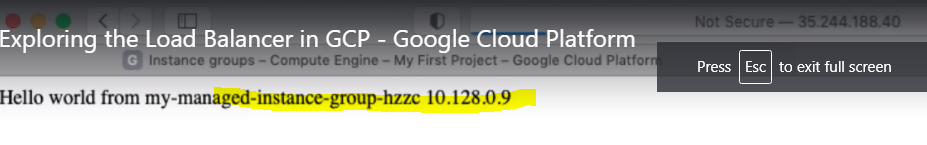 Not Secure — 35.244.188.40
Exploring the Load Balancer in GCP - Google Cloud Platform
G Instance groups – Compute Engine – My First Project – Google Cloud Platform
Press Esc to exit full screen
Hello world from my-managed-instance-group-hzzc 10.128.0.9